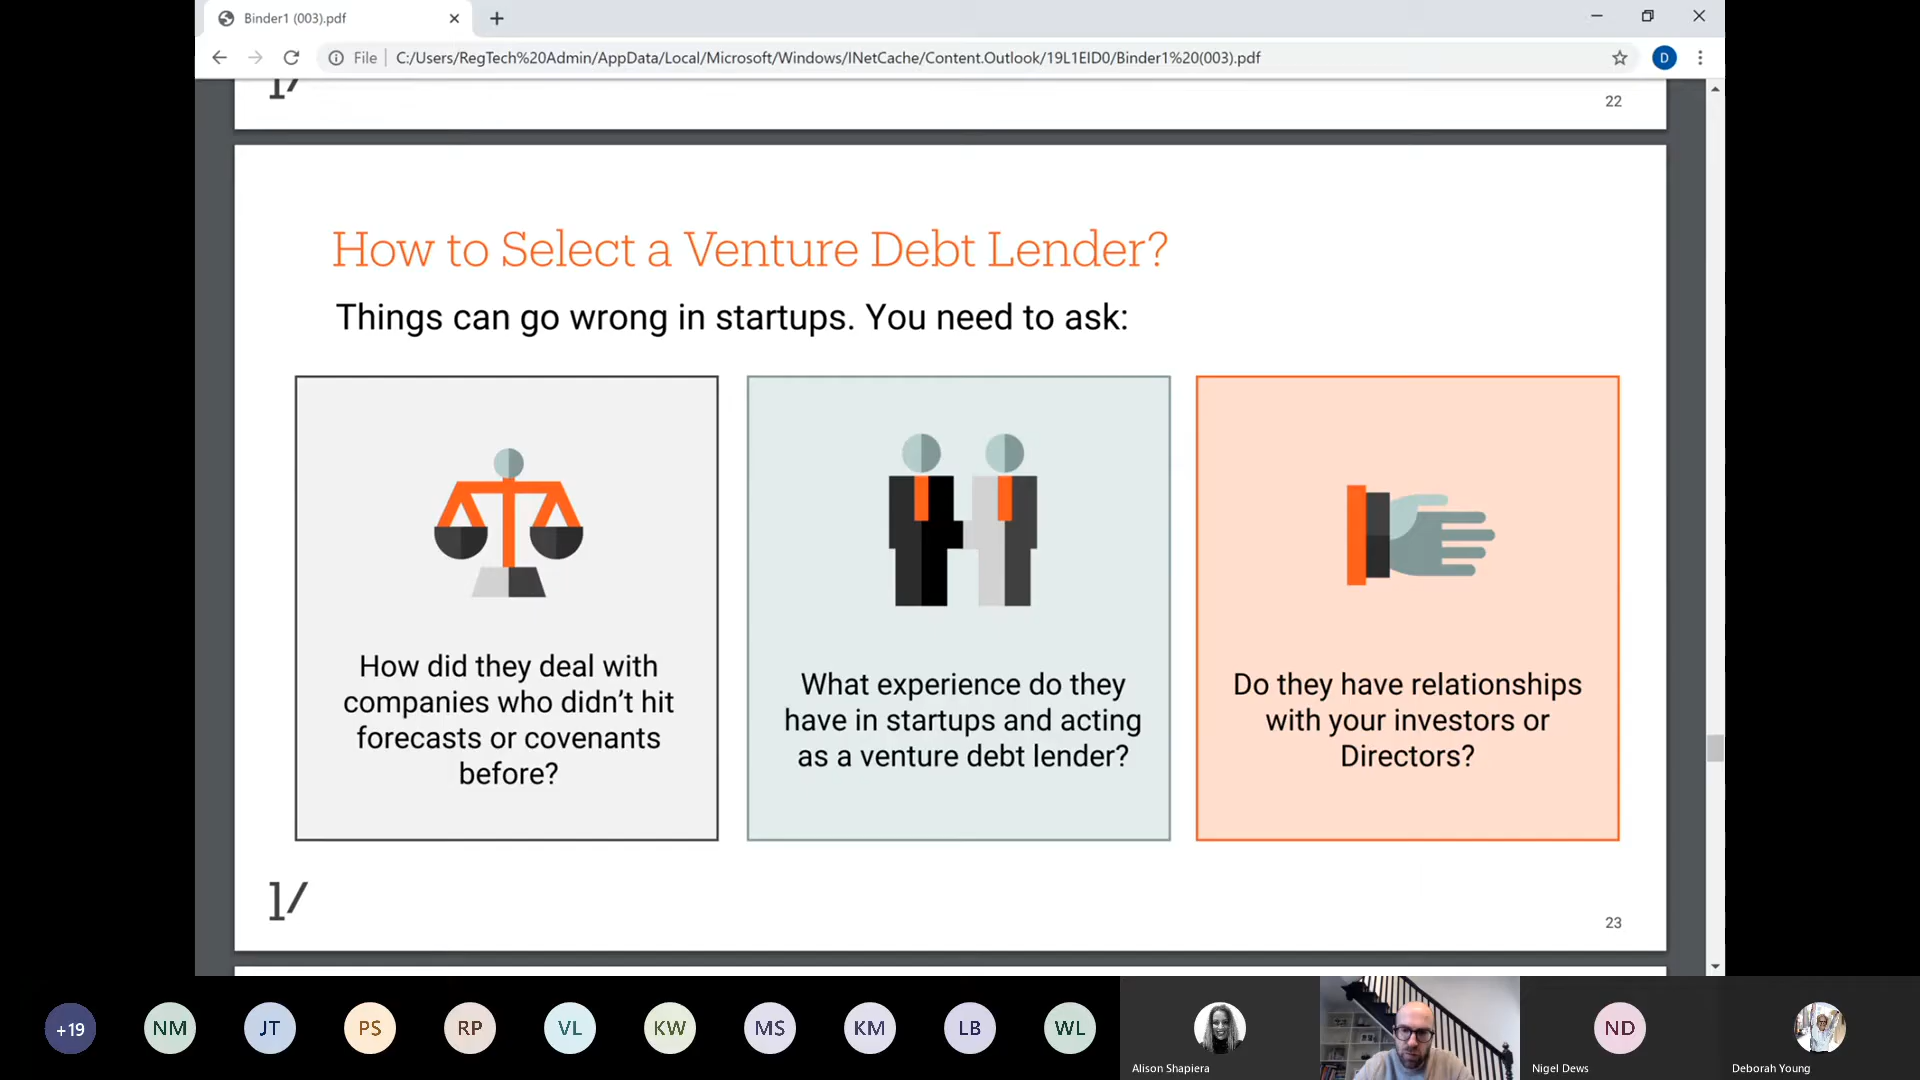 Binder1 (003).pdf
File
C:/Users/RegTech%20Admin/AppData/Local/Microsoft/Windows/INetCache/Content.Outlook/19L1EID0/Binder1%20(003).pdf
D
22
How to Select a Venture Debt Lender?
Things can go wrong in startups. You need to ask:
How did they deal with
companies who didn’t hit
forecasts or covenants
before?
What experience do they
have in startups and acting
as a venture debt lender?
Do they have relationships
with your investors or
Directors?
1/
23
+19
NM
JT
PS
RP
VL
KW
MS
KM
LB
WL
Alison Shapiera
ND
Nigel Dews
Deborah Young